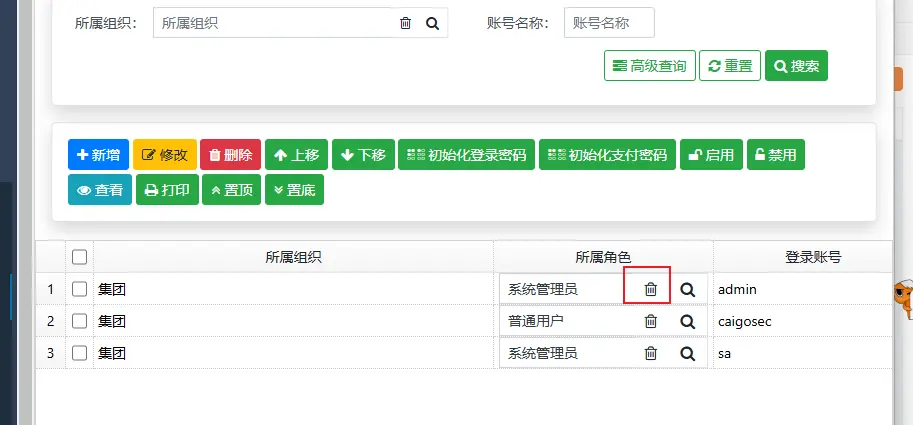 所属组织： 所属组织 账号名称： 账号名称
高级查询 重置 搜索
新增 修改 删除 上移 下移 初始化登录密码 初始化支付密码 启用 禁用
查看 打印 置顶 置底
所属组织 所属角色 登录账号
1 集团 系统管理员 admin
2 集团 普通用户 caigosec
3 集团 系统管理员 sa